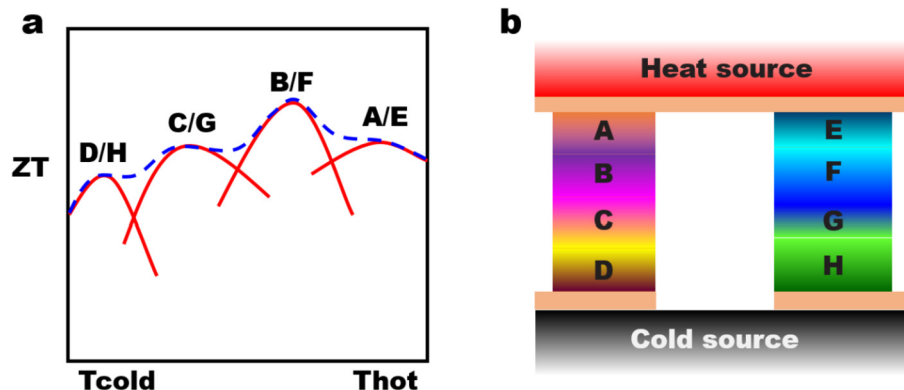 a
B/F
C/G
A/E
D/H
ZT
Tcold
Thot
b
Heat source
A
E
B
F
C
G
D
H
Cold source